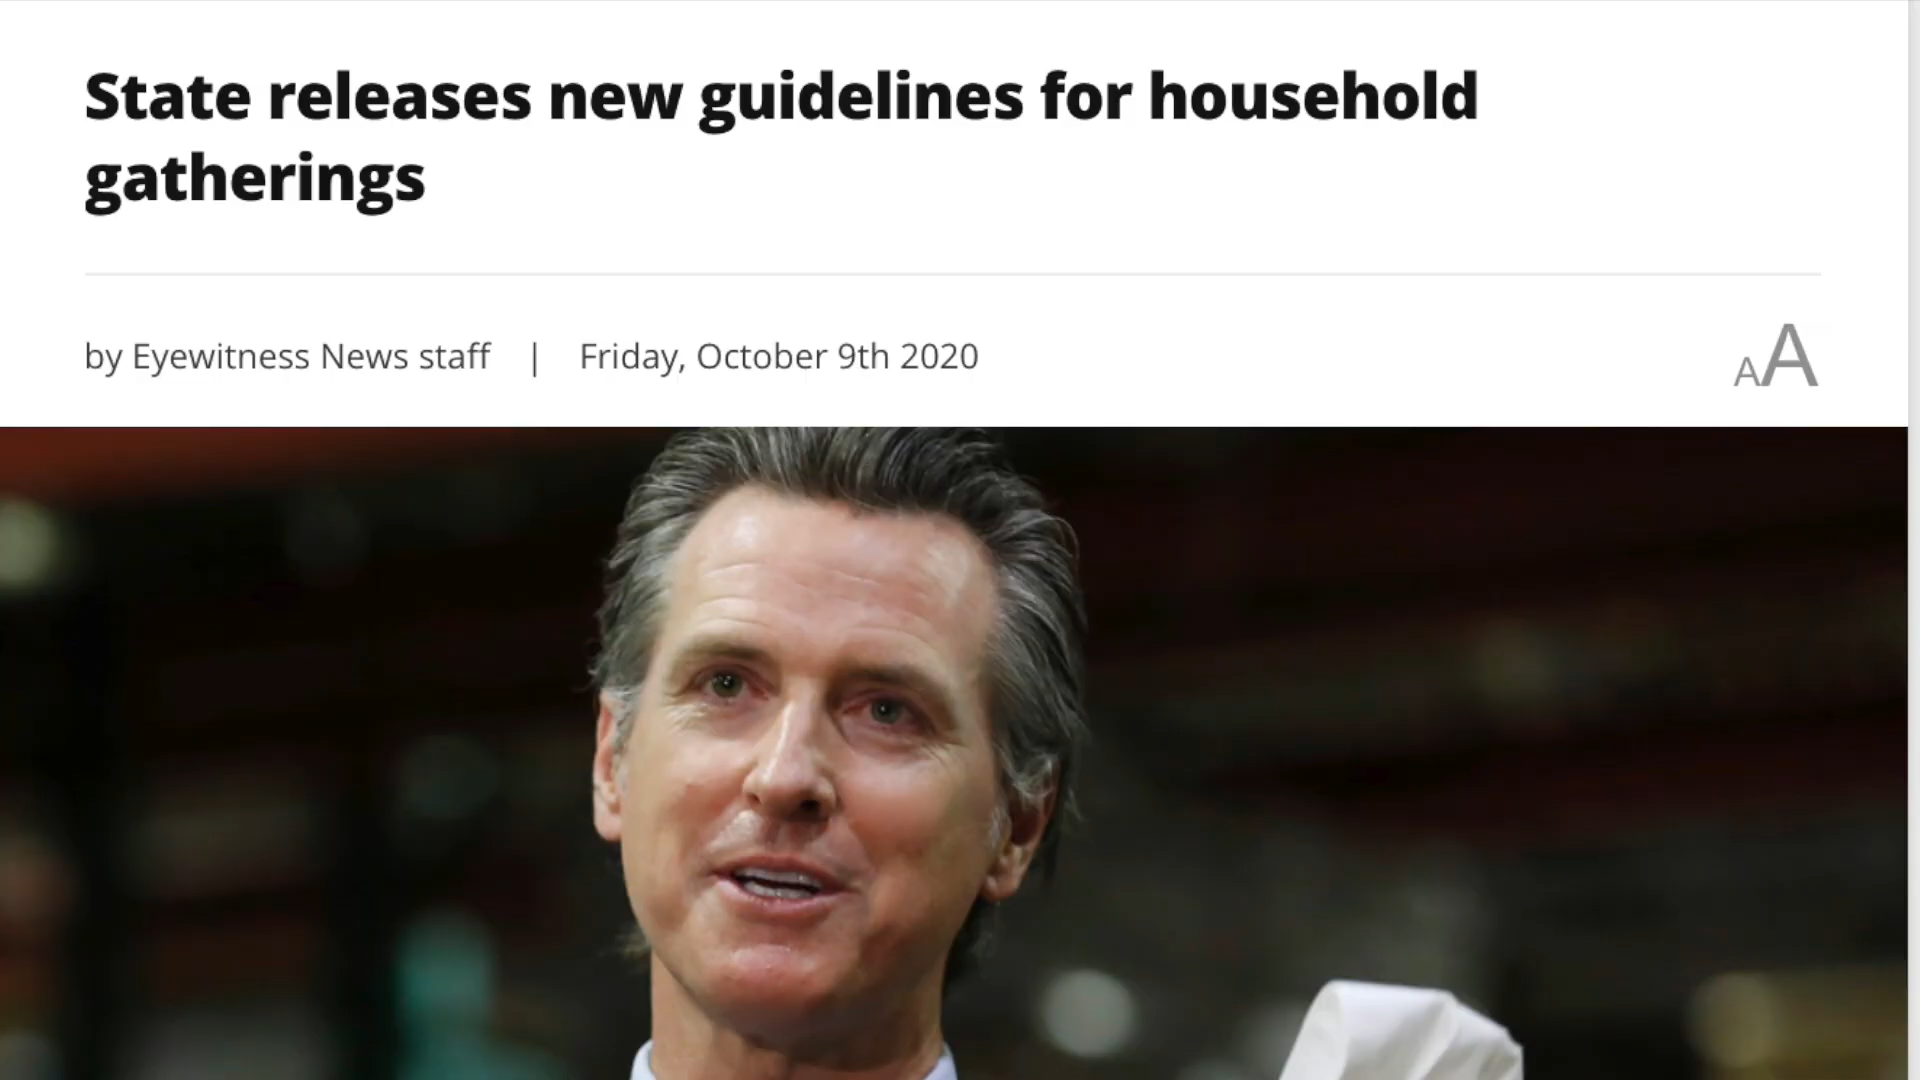 State releases new guidelines for household
gatherings
by Eyewitness News staff | Friday, October 9th 2020
AA